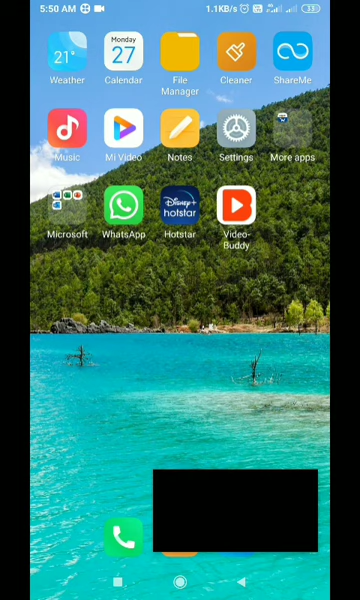 5:50 AM
1.1KB/s
33
21°
Monday
27
Weather
Calendar
File
Manager
Cleaner
ShareMe
Music
Mi Video
Notes
Settings
More apps
Disney+
hotstar
Microsoft
WhatsApp
Hotstar
Video-
Buddy